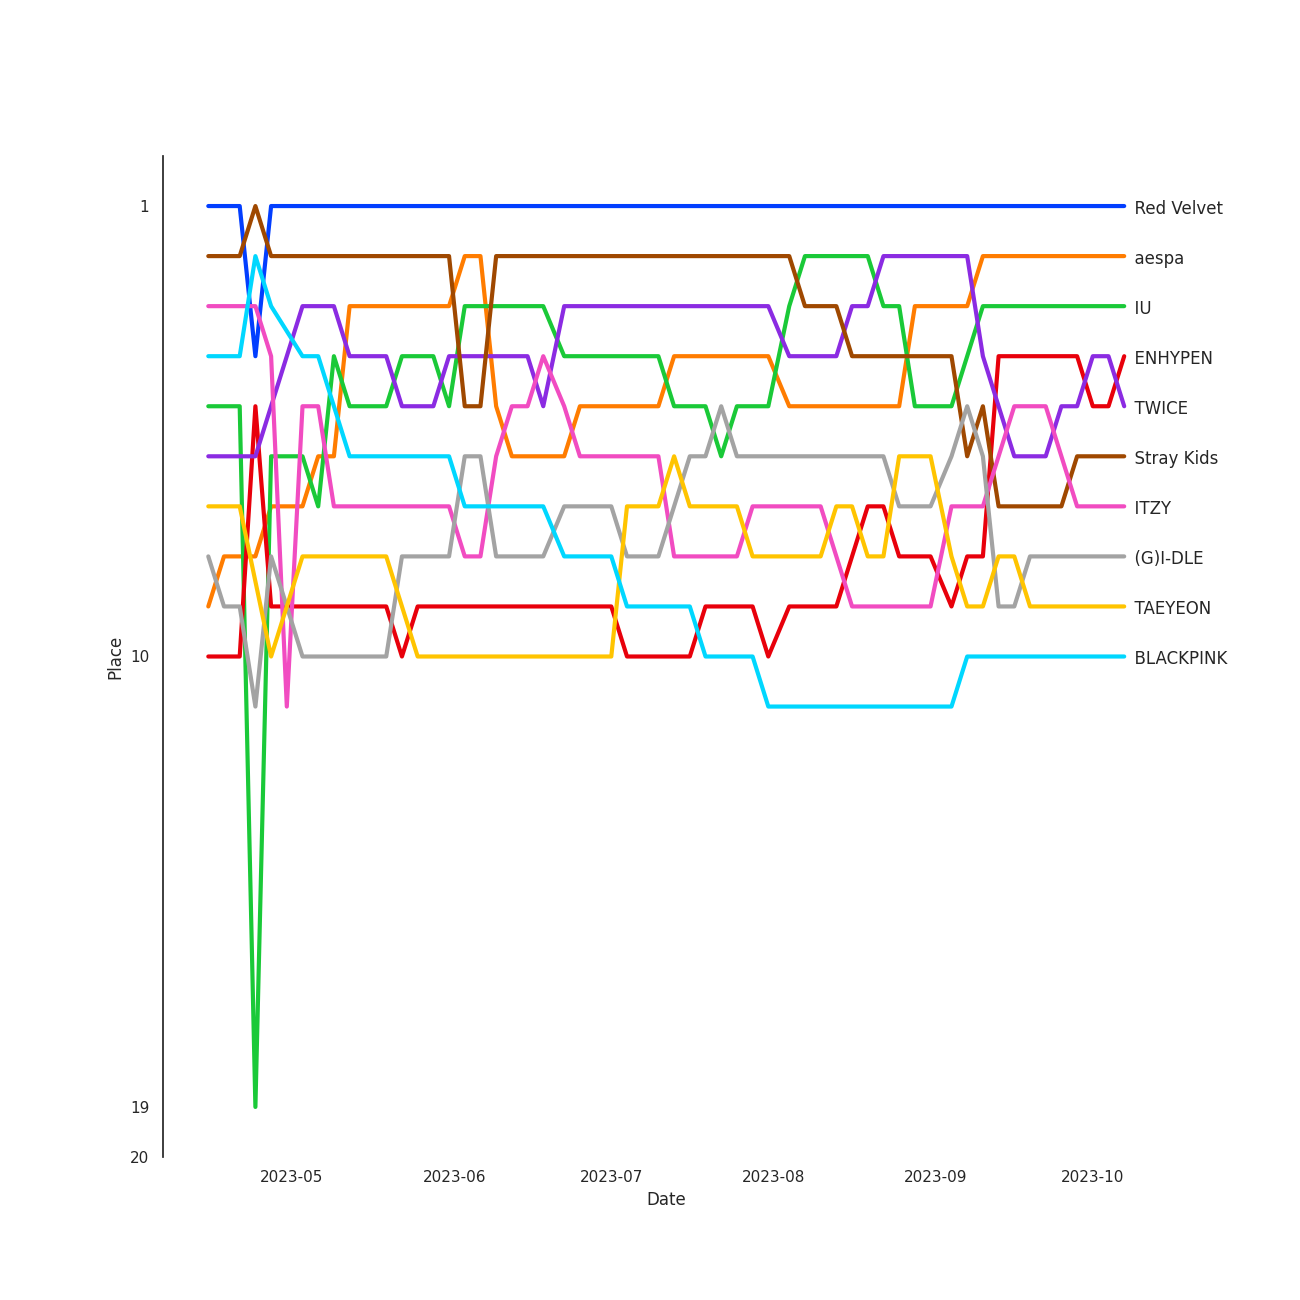 1
10
19
20
Place
Red Velvet
aespa
IU
ENHYPEN
TWICE
Stray Kids
ITZY
(G)I-DLE
TAEYEON
BLACKPINK
2023-05 2023-06 2023-07 2023-08 2023-09 2023-10
Date